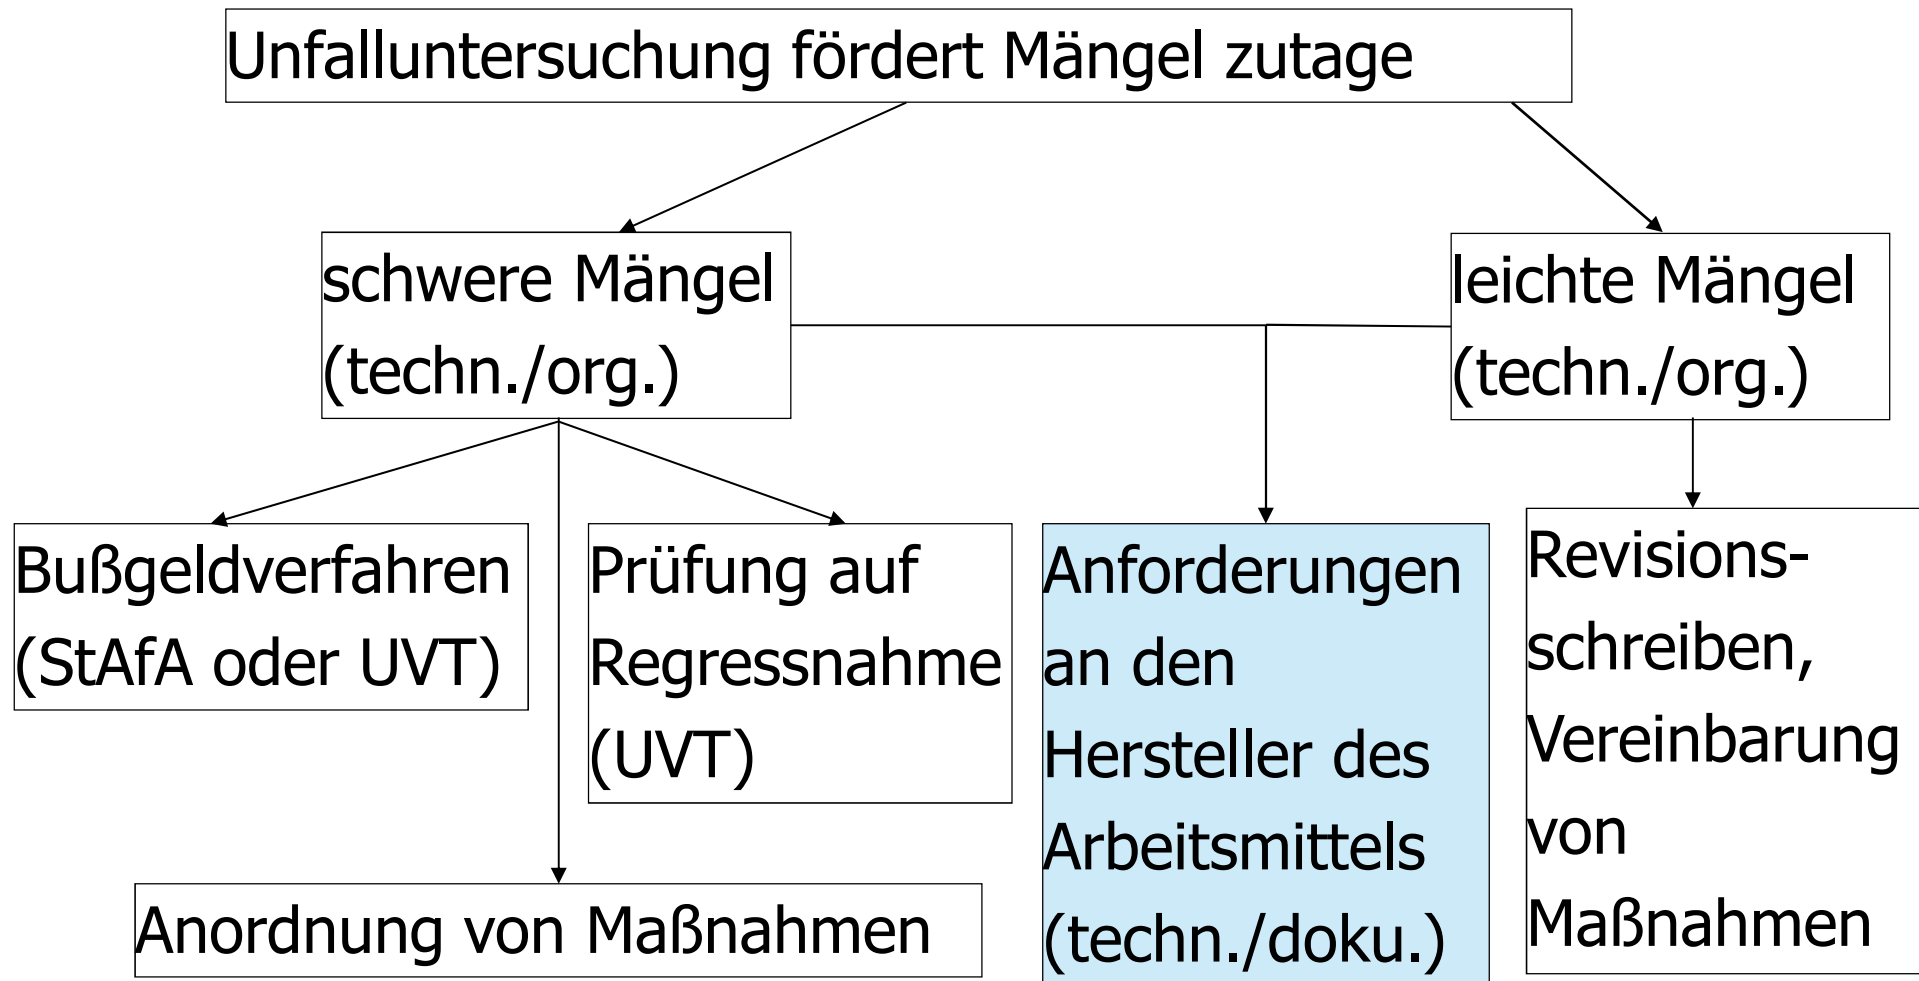 Unfalluntersuchung fördert Mängel zutage
schwere Mängel
(techn./org.)
leichte Mängel
(techn./org.)
Bußgeldverfahren
(StAfA oder UVT)
Prüfung auf
Regressnahme
(UVT)
Anforderungen
an den
Hersteller des
Arbeitsmittels
(techn./doku.)
Revisions-
schreiben,
Vereinbarung
von
Maßnahmen
Anordnung von Maßnahmen